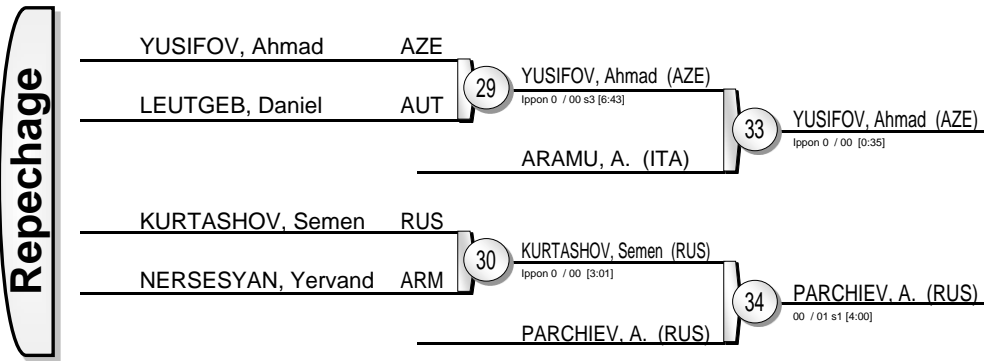 Repechage
YUSIFOV, Ahmad AZE
LEUTGEB, Daniel AUT
29
YUSIFOV, Ahmad (AZE)
Ippon 0 / 00 s3 [6:43]
ARAMU, A. (ITA)
33
YUSIFOV, Ahmad (AZE)
Ippon 0 / 00 [0:35]
KURTASHOV, Semen RUS
NERSESYAN, Yervand ARM
30
KURTASHOV, Semen (RUS)
Ippon 0 / 00 [3:01]
PARCHIEV, A. (RUS)
34
PARCHIEV, A. (RUS)
00 / 01 s1 [4:00]